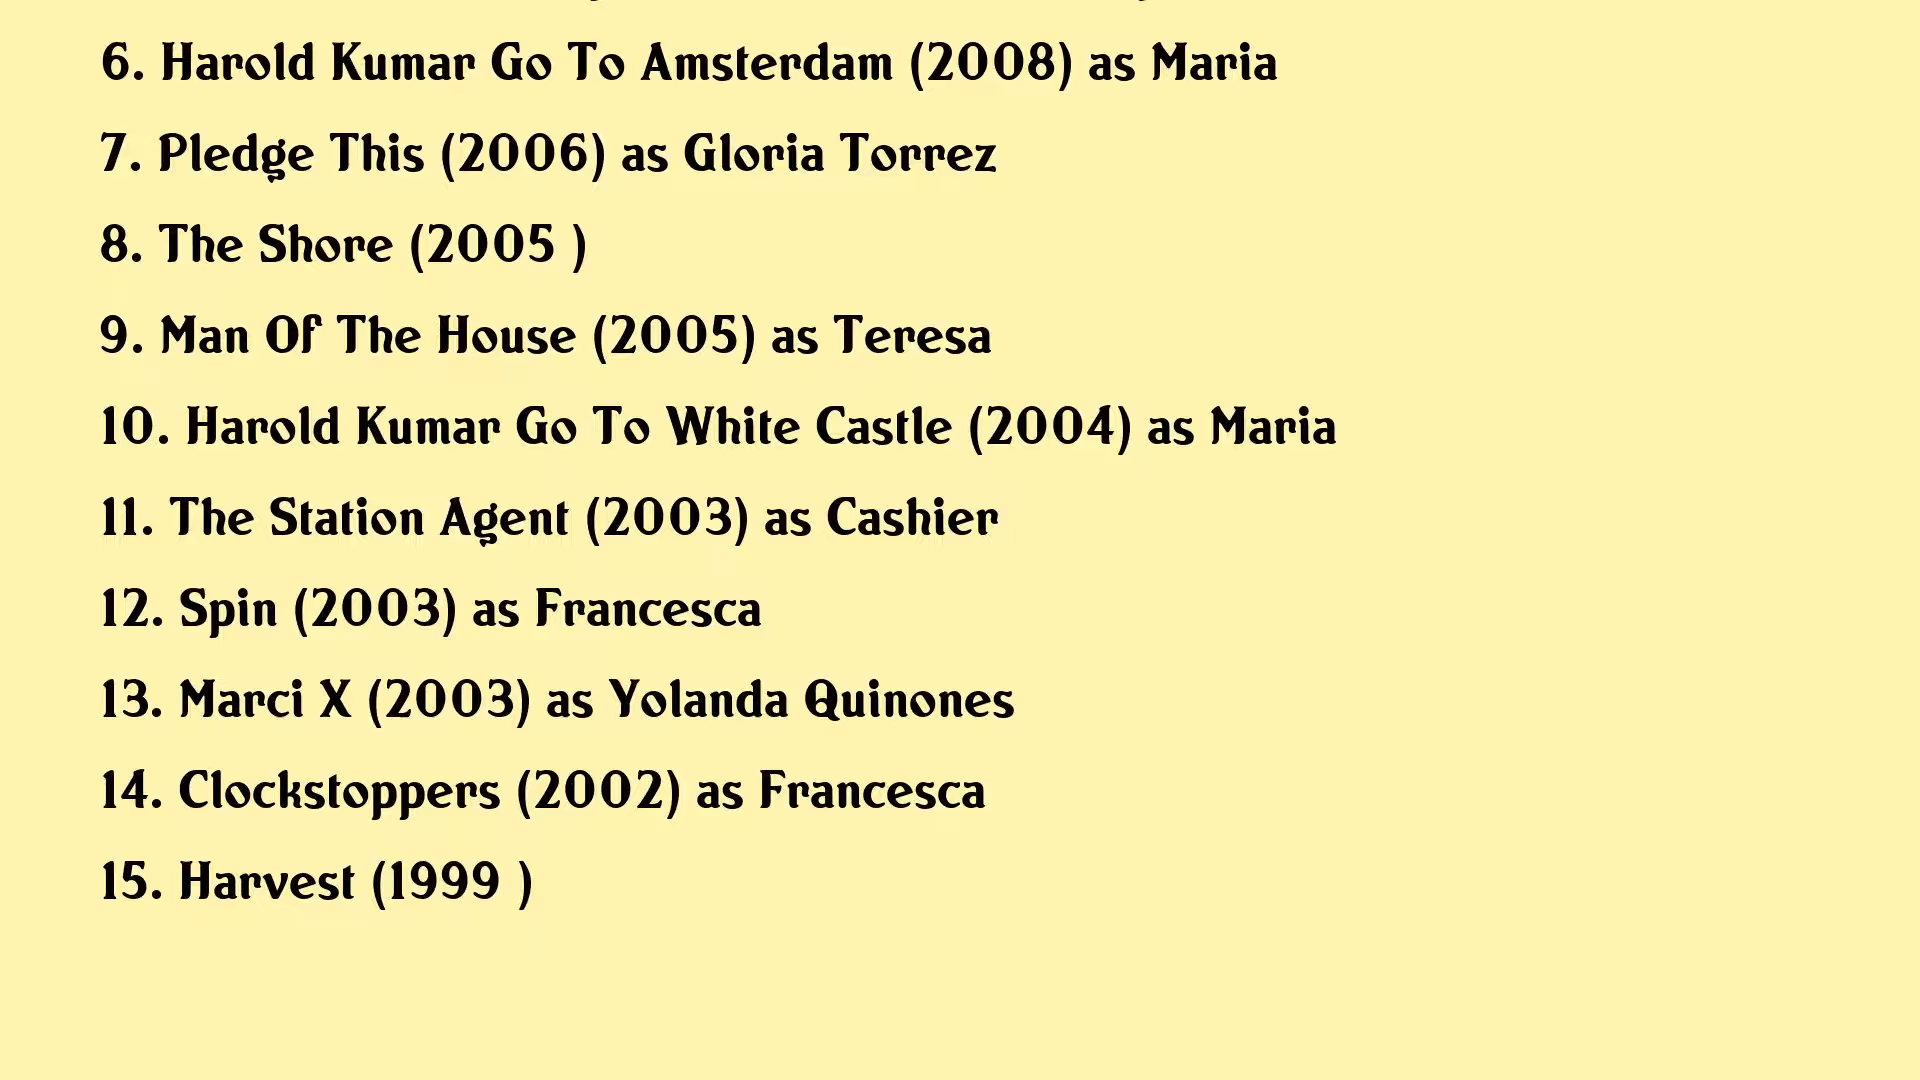 6. Harold Kumar Go To Amsterdam (2008) as Maria
7. Pledge This (2006) as Gloria Torrez
8. The Shore (2005 )
9. Man Of The House (2005) as Teresa
10. Harold Kumar Go To White Castle (2004) as Maria
11. The Station Agent (2003) as Cashier
12. Spin (2003) as Francesca
13. Marci X (2003) as Yolanda Quinones
14. Clockstoppers (2002) as Francesca
15. Harvest (1999 )